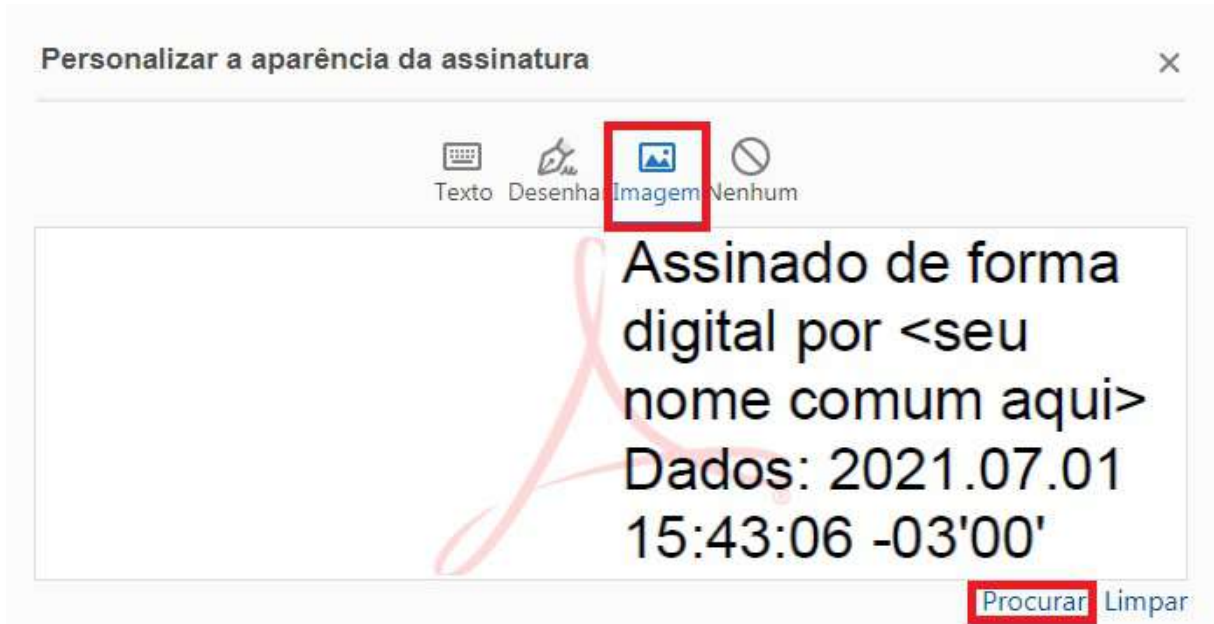 Personalizar a aparência da assinatura
Texto Desenhar Imagem Nenhum
Assinado de forma
digital por <seu
nome comum aqui>
Dados: 2021.07.01
15:43:06 -03'00'
Procurar Limpar